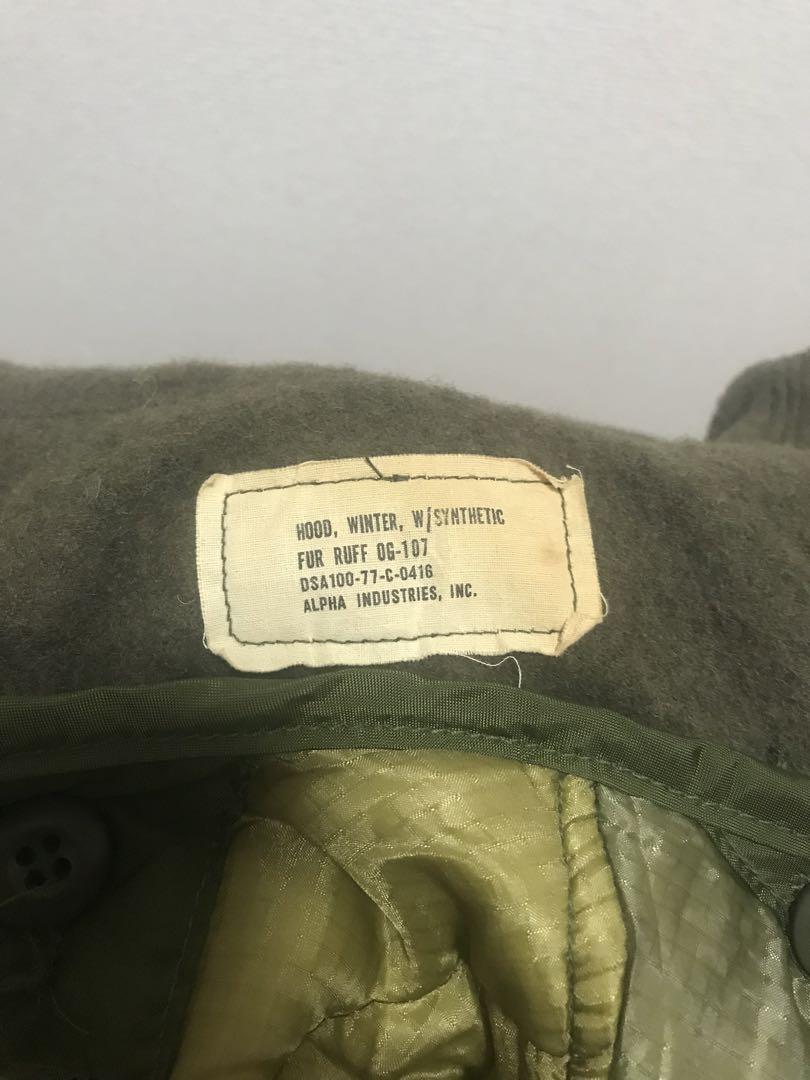 HOOD, WINTER, W/SYNTHETIC
FUR RUFF OG-107
DSA100-77-C-0416
ALPHA INDUSTRIES, INC.